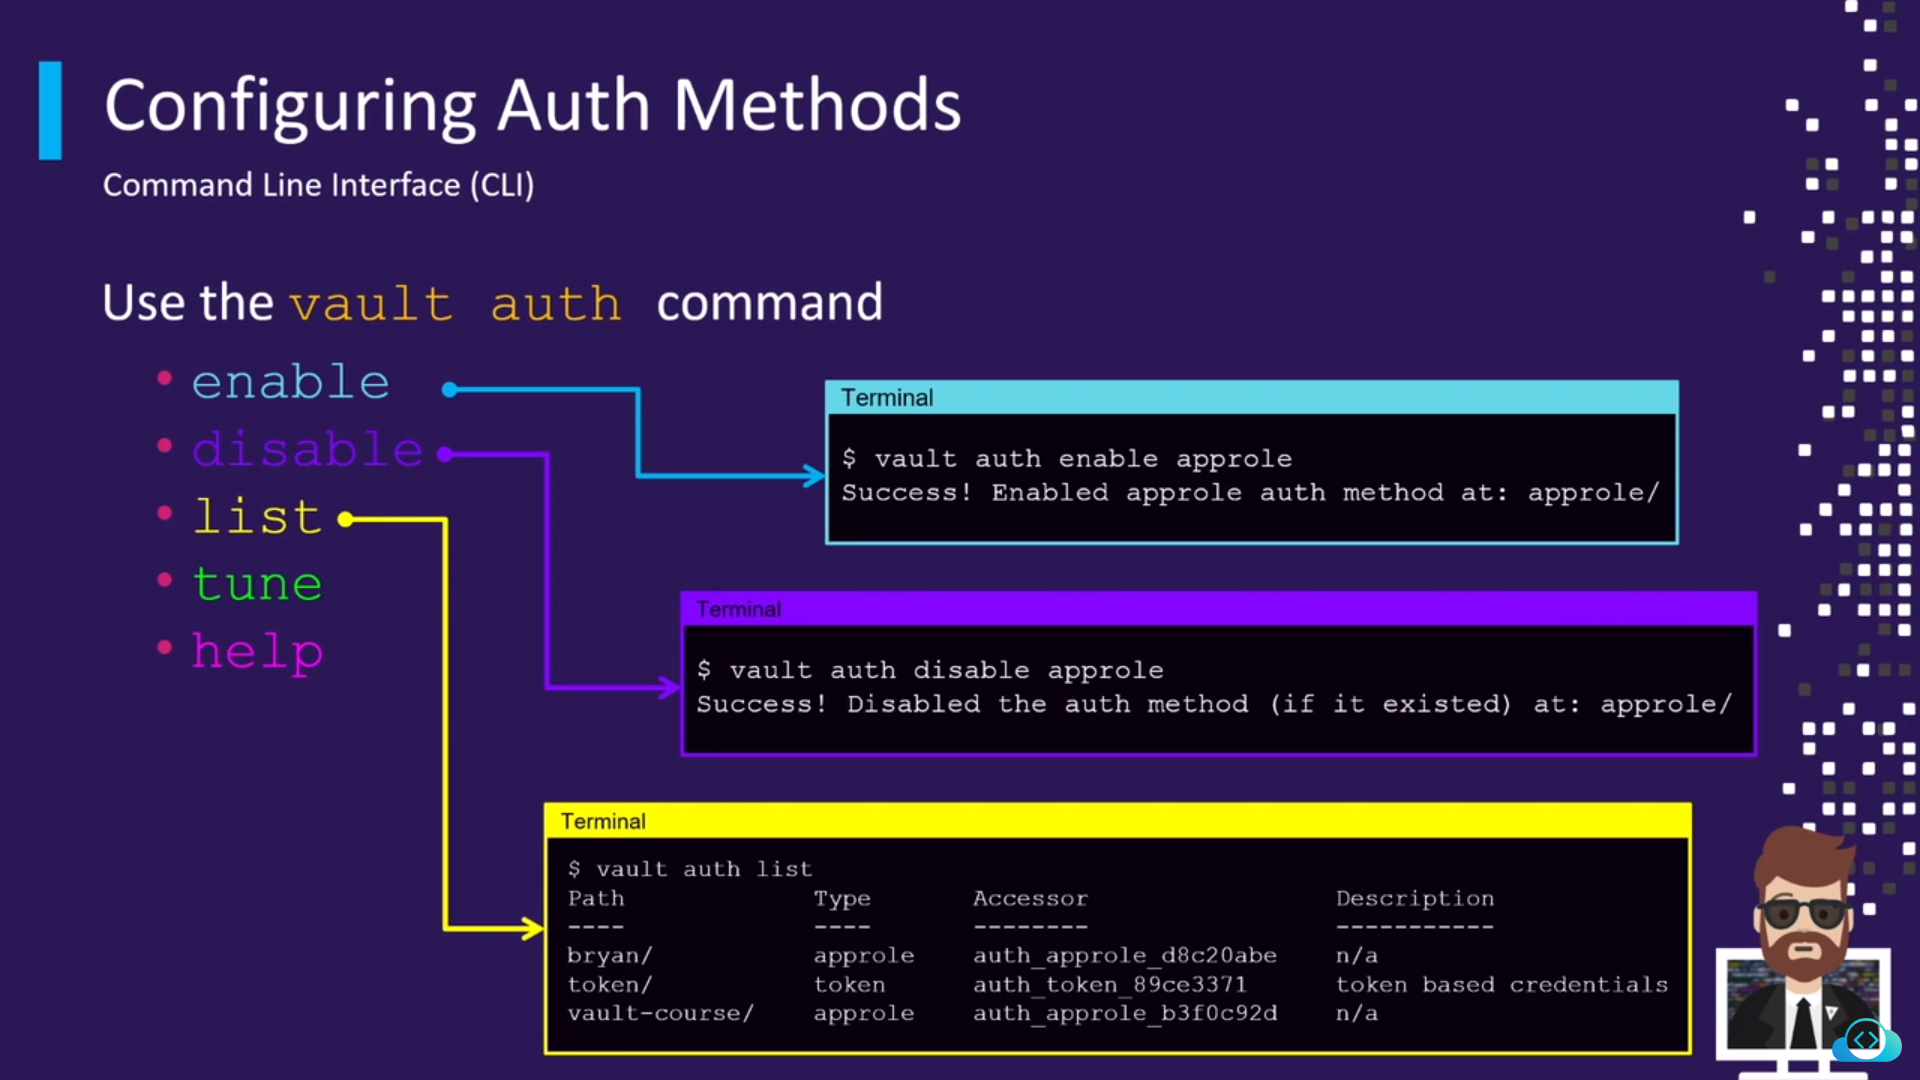 Configuring Auth Methods
Command Line Interface (CLI)
Use the vault auth command
• enable
• disable
• list
• tune
• help
Terminal
$ vault auth enable approle
Success! Enabled approle auth method at: approle/
Terminal
$ vault auth disable approle
Success! Disabled the auth method (if it existed) at: approle/
Terminal
$ vault auth list
Path Type Accessor Description
---- ---- -------- -----------
bryan/ approle auth_approle_d8c20abe n/a
token/ token auth_token_89ce3371 token based credentials
vault-course/ approle auth_approle_b3f0c92d n/a